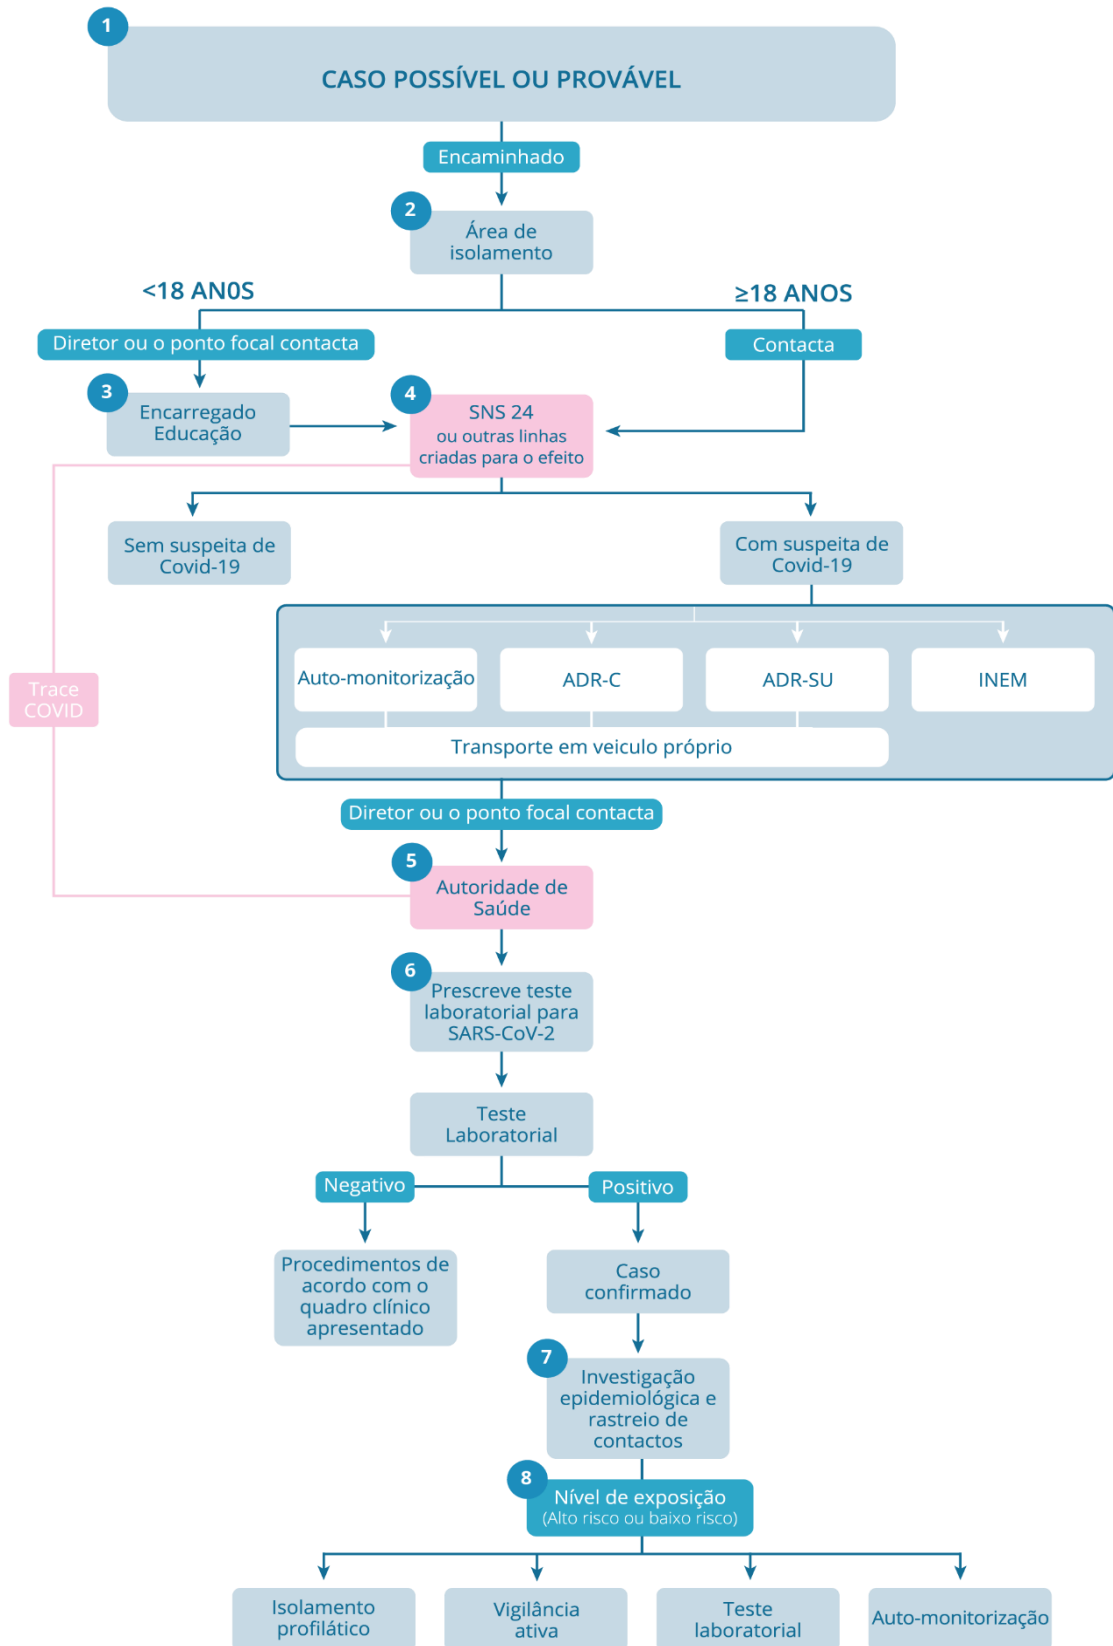 1
CASO POSSÍVEL OU PROVÁVEL
Encaminhado
2
Área de
isolamento
<18 AN0S
≥18 ANOS
Diretor ou o ponto focal contacta
Contacta
3
Encarregado
Educação
4
SNS 24
ou outras linhas
criadas para o efeito
Sem suspeita de
Covid-19
Com suspeita de
Covid-19
Auto-monitorização
ADR-C
ADR-SU
INEM
Transporte em veiculo próprio
Trace
COVID
Diretor ou o ponto focal contacta
5
Autoridade de
Saúde
6
Prescreve teste
laboratorial para
SARS-CoV-2
Teste
Laboratorial
Negativo
Positivo
Procedimentos de
acordo com o
quadro clínico
apresentado
Caso
confirmado
7
Investigação
epidemiológica e
rastreio de
contactos
8
Nível de exposição
(Alto risco ou baixo risco)
Isolamento
profilático
Vigilância
ativa
Teste
laboratorial
Auto-monitorização